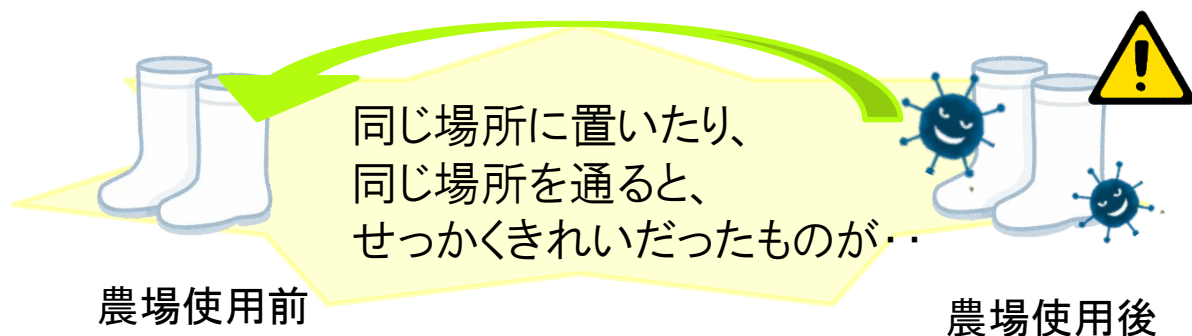 同じ場所に置いたり、
同じ場所を通ると、
せっかくきれいだったものが・・
農場使用前
農場使用後